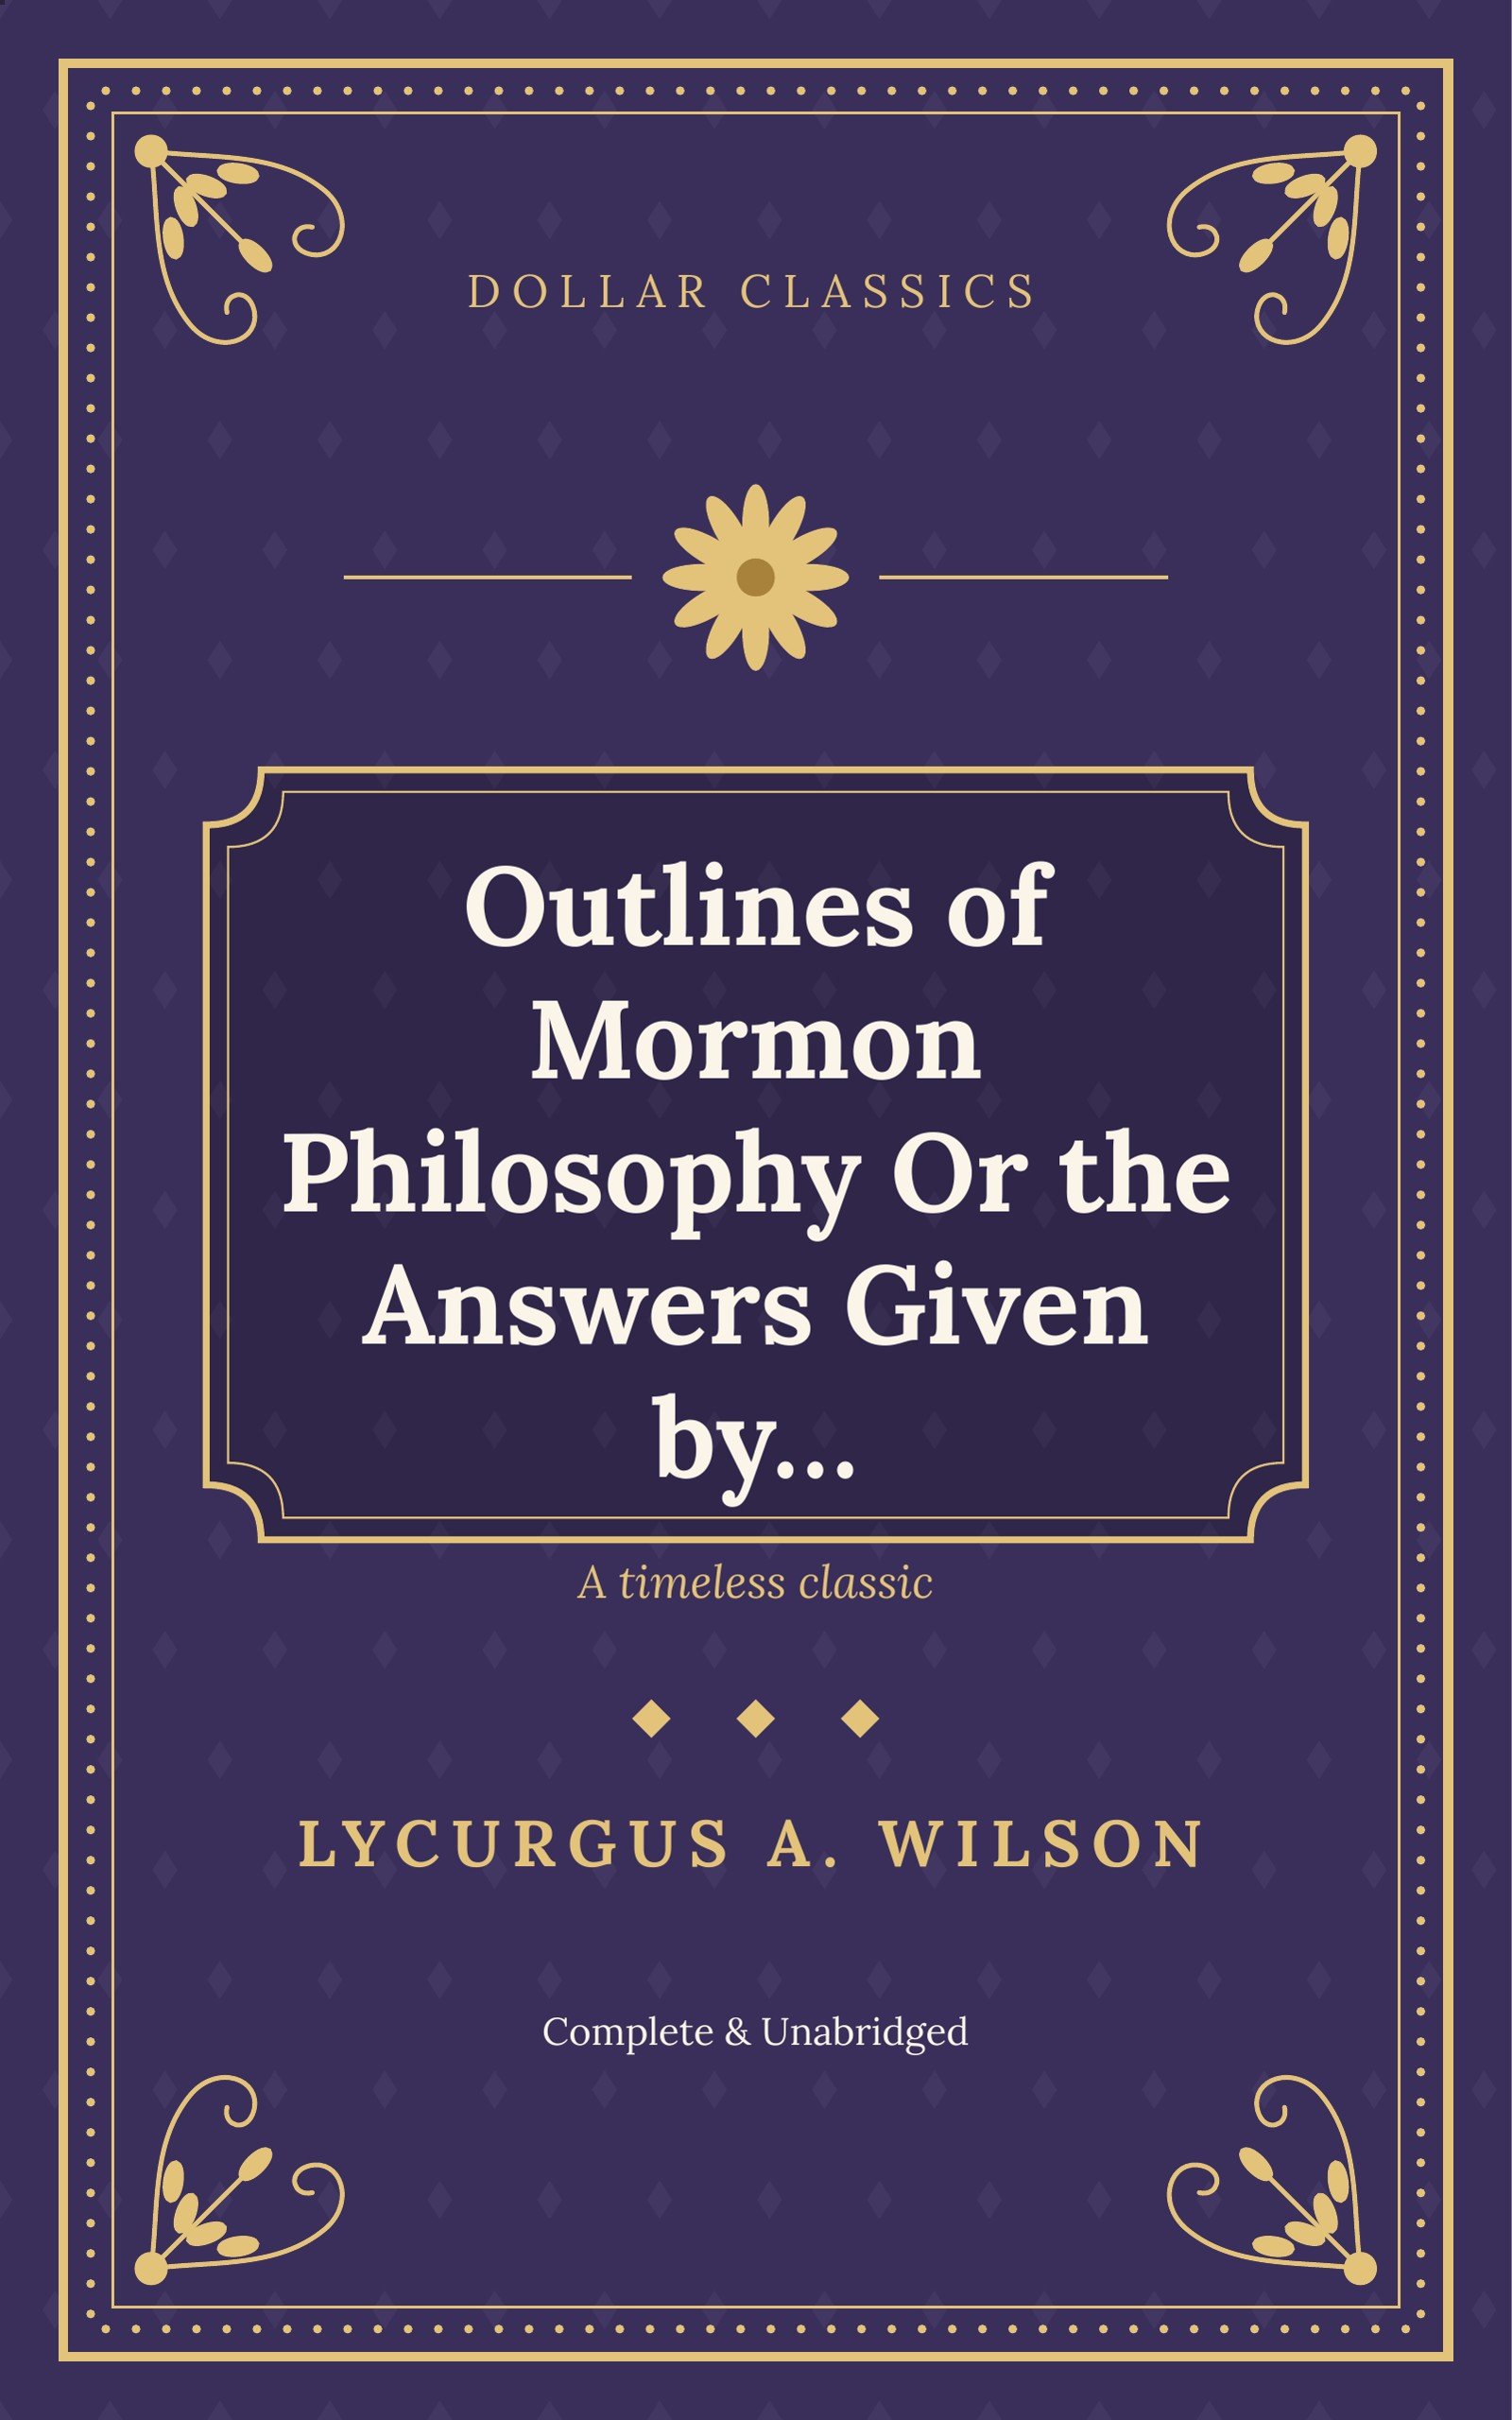 DOLLAR CLASSICS
Outlines of
Mormon
Philosophy Or the
Answers Given
by...
A timeless classic
LYCURGUS A. WILSON
Complete & Unabridged